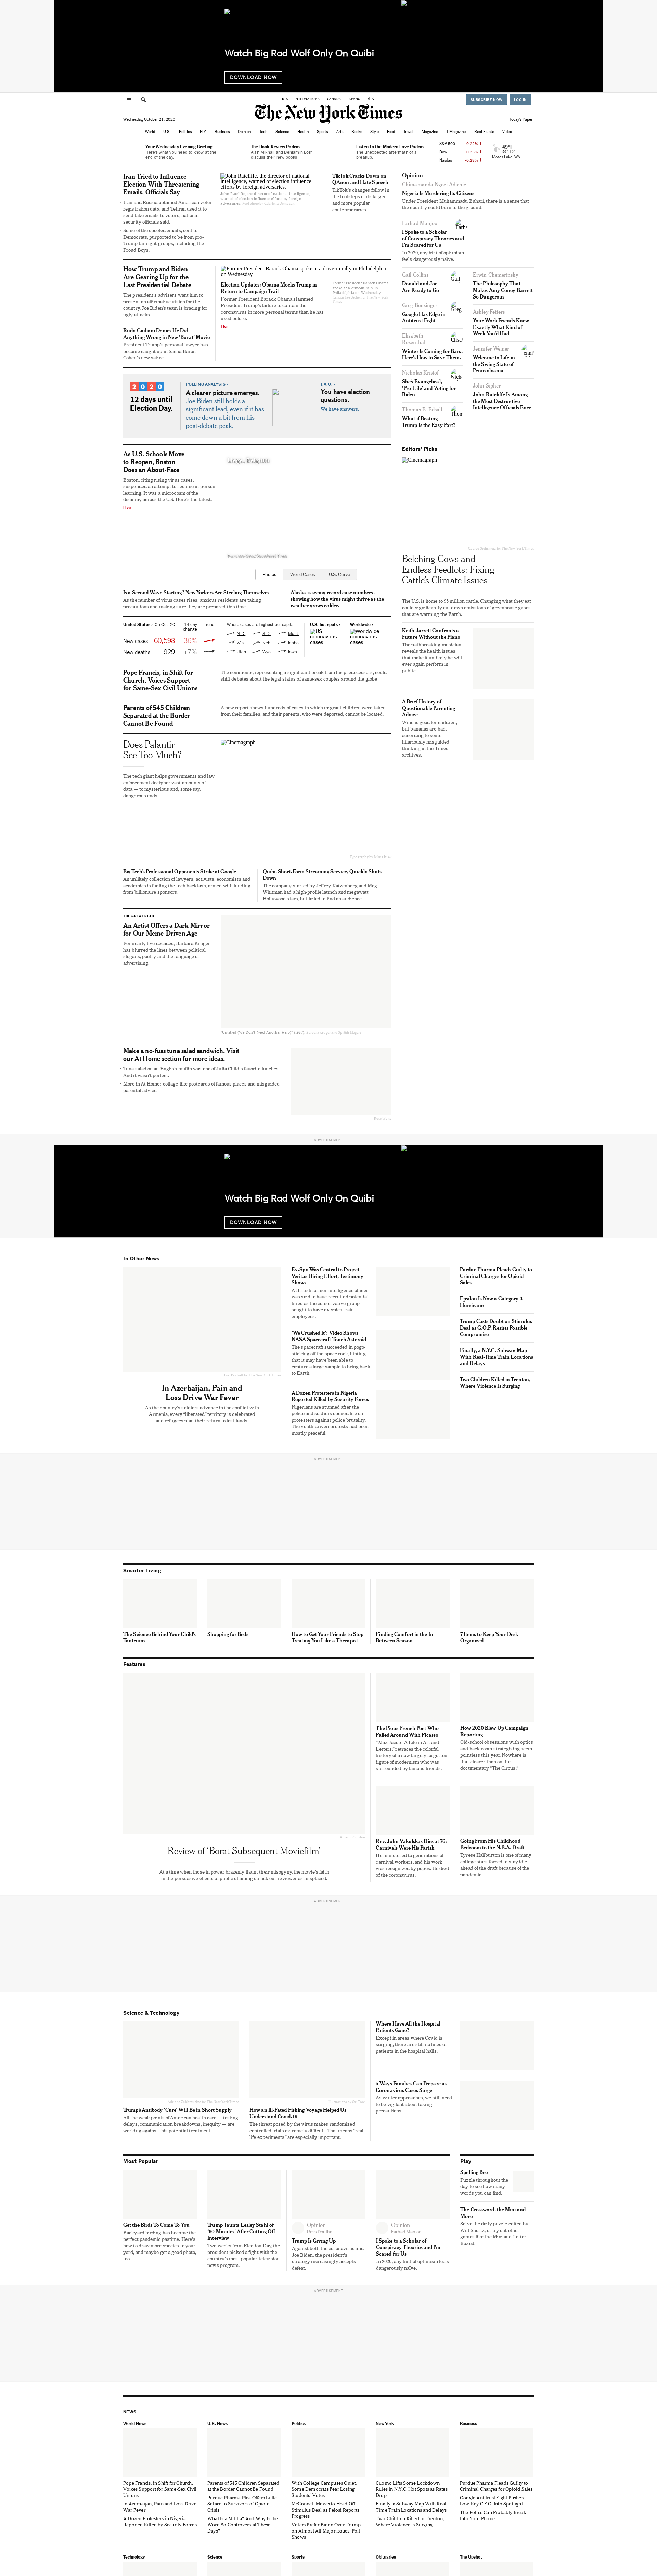 Watch Big Rad Wolf Only On Quibi
DOWNLOAD NOW
U.S. INTERNATIONAL CANADA ESPAÑOL 中文
SUBSCRIBE NOW LOG IN
The New York Times
Wednesday, October 21, 2020
Today's Paper
World U.S. Politics N.Y. Business Opinion Tech Science Health Sports Arts Books Style Food Travel Magazine T Magazine Real Estate Video
Your Wednesday Evening Briefing
Here's what you need to know at the
end of the day.
The Book Review Podcast
Alan Mikhail and Benjamin Lorr
discuss their new books.
Listen to the Modern Love Podcast
The unexpected aftermath of a
breakup.
S&P 500 -0.22% ↓
Dow -0.35% ↓
Nasdaq -0.28% ↓
Moses Lake, WA
Iran Tried to Influence
Election With Threatening
Emails, Officials Say
• Iran and Russia obtained American voter
registration data, and Tehran used it to
send fake emails to voters, national
security officials said.
• Some of the spoofed emails, sent to
Democrats, purported to be from pro-
Trump far-right groups, including the
Proud Boys.
John Ratcliffe, the director of national
intelligence, warned of election influence
efforts by foreign adversaries.
John Ratcliffe, the director of national intelligence,
warned of election influence efforts by foreign
adversaries.
TikTok Cracks Down on
QAnon and Hate Speech
TikTok's changes follow in
the footsteps of its larger
and more popular
contemporaries.
How Trump and Biden
Are Gearing Up for the
Last Presidential Debate
The president's advisers want him to
present an affirmative vision for the
country. Joe Biden's team is bracing for
ugly attacks.
Rudy Giuliani Denies He Did
Anything Wrong in New 'Borat' Movie
President Trump's personal lawyer has
become caught up in Sacha Baron
Cohen's new satire.
Former President Barack Obama spoke at a drive-in rally in Philadelphia
on Wednesday
Election Updates: Obama Mocks Trump in
Return to Campaign Trail
Former President Barack Obama slammed
President Trump's failure to contain the
coronavirus in more personal terms than he has
used before.
Live
Former President Barack Obama
spoke at a drive-in rally in
Philadelphia on Wednesday.
2020
12 days until
Election Day.
POLLING ANALYSIS ›
A clearer picture emerges.
Joe Biden still holds a
significant lead, even if it has
come down a bit from his
post-debate peak.
F.A.Q. ›
You have election
questions.
We have answers.
As U.S. Schools Move
to Reopen, Boston
Does an About-Face
Boston, citing rising virus cases,
suspended an attempt to resume in-person
learning. It was a microcosm of the
disarray across the U.S. Here's the latest.
Live
Liege, Belgium
Photos World Cases U.S. Curve
Is a Second Wave Starting? New Yorkers Are Steeling Themselves
As the number of virus cases rises, anxious residents are taking
precautions and making sure they are prepared this time.
Alaska is seeing record case numbers,
showing how the virus might thrive as the
weather grows colder.
United States › On Oct. 20 14-day
change Trend
New cases 60,598 +36%
New deaths 929 +7%
Where cases are highest per capita
N.D. S.D. Mont.
Wis. Neb. Idaho
Utah Wyo. Iowa
U.S. hot spots ›
US
coronavirus
cases
Worldwide ›
Worldwide
coronavirus
cases
Pope Francis, in Shift for
Church, Voices Support
for Same-Sex Civil Unions
The comments, representing a significant break from his predecessors, could
shift debates about the legal status of same-sex couples around the globe
Parents of 545 Children
Separated at the Border
Cannot Be Found
A new report shows hundreds of cases in which migrant children were taken
from their families, and their parents, who were deported, cannot be located.
Does Palantir
See Too Much?
The tech giant helps governments and law
enforcement decipher vast amounts of
data — to mysterious and, some say,
dangerous ends.
Cinemagraph
Big Tech's Professional Opponents Strike at Google
An unlikely collection of lawyers, activists, economists and
academics is fueling the tech backlash, armed with funding
from billionaire sponsors.
Quibi, Short-Form Streaming Service, Quickly Shuts
Down
The company started by Jeffrey Katzenberg and Meg
Whitman had a high-profile launch and megawatt
Hollywood stars, but failed to find an audience.
THE GREAT READ
An Artist Offers a Dark Mirror
for Our Meme-Driven Age
For nearly five decades, Barbara Kruger
has blurred the lines between political
slogans, poetry and the language of
advertising.
"Untitled (We Don't Need Another Hero)" (1987).
Make a no-fuss tuna salad sandwich. Visit
our At Home section for more ideas.
• Tuna salad on an English muffin was one of Julia Child's favorite lunches.
And it wasn't perfect.
• More in At Home: collage-like postcards of famous places and misguided
parental advice.
Opinion
Chimamanda Ngozi Adichie
Nigeria Is Murdering Its Citizens
Under President Muhammadu Buhari, there is a sense that
the country could burn to the ground.
Farhad Manjoo
I Spoke to a Scholar
of Conspiracy Theories and
I'm Scared for Us
In 2020, any hint of optimism
feels dangerously naïve.
Gail Collins
Donald and Joe
Are Ready to Go
Greg Bensinger
Google Has Edge in
Antitrust Fight
Elisabeth
Rosenthal
Winter Is Coming for Bars.
Here's How to Save Them.
Nicholas Kristof
She's Evangelical,
'Pro-Life' and Voting for
Biden
Thomas B. Edsall
What if Beating
Trump Is the Easy Part?
Erwin Chemerinsky
The Philosophy That
Makes Amy Coney Barrett
So Dangerous
Ashley Fetters
Your Work Friends Knew
Exactly What Kind of
Week You'd Had
Jennifer Weiner
Welcome to Life in
the Swing State of
Pennsylvania
John Sipher
John Ratcliffe Is Among
the Most Destructive
Intelligence Officials Ever
Editors' Picks
Cinemagraph
Belching Cows and
Endless Feedlots: Fixing
Cattle's Climate Issues
The U.S. is home to 95 million cattle. Changing what they eat
could significantly cut down emissions of greenhouse gases
that are warming the Earth.
Keith Jarrett Confronts a
Future Without the Piano
The pathbreaking musician
reveals the health issues
that make it unlikely he will
ever again perform in
public.
A Brief History of
Questionable Parenting
Advice
Wine is good for children,
but bananas are bad,
according to some
hilariously misguided
thinking in the Times
archives.
ADVERTISEMENT
Watch Big Rad Wolf Only On Quibi
DOWNLOAD NOW
In Other News
In Azerbaijan, Pain and
Loss Drive War Fever
As the country's soldiers advance in the conflict with
Armenia, every "liberated" territory is celebrated
and refugees plan their return to lost lands.
Ex-Spy Was Central to Project
Veritas Hiring Effort, Testimony
Shows
A British former intelligence officer
was said to have recruited potential
hires as the conservative group
sought to have ex-spies train
employees.
'We Crushed It': Video Shows
NASA Spacecraft Touch Asteroid
The spacecraft succeeded in pogo-
sticking off the space rock, hinting
that it may have been able to
capture a large sample to bring back
to Earth.
A Dozen Protesters in Nigeria
Reported Killed by Security Forces
Nigerians are stunned after the
police and soldiers opened fire on
protesters against police brutality.
The youth-driven protests had been
mostly peaceful.
Purdue Pharma Pleads Guilty to
Criminal Charges for Opioid
Sales
Epsilon Is Now a Category 3
Hurricane
Trump Casts Doubt on Stimulus
Deal as G.O.P. Resists Possible
Compromise
Finally, a N.Y.C. Subway Map
With Real-Time Train Locations
and Delays
Two Children Killed in Trenton,
Where Violence Is Surging
ADVERTISEMENT
Smarter Living
The Science Behind Your Child's
Tantrums
Shopping for Beds
How to Get Your Friends to Stop
Treating You Like a Therapist
Finding Comfort in the In-
Between Season
7 Items to Keep Your Desk
Organized
Features
Review of 'Borat Subsequent Moviefilm'
At a time when those in power brazenly flaunt their misogyny, the movie's faith
in the persuasive effects of public shaming struck our reviewer as misplaced.
The Pious French Poet Who
Palled Around With Picasso
"Max Jacob: A Life in Art and
Letters," retraces the colorful
history of a now largely forgotten
figure of modernism who was
surrounded by famous friends.
How 2020 Blew Up Campaign
Reporting
Old-school obsessions with optics
and back-room strategizing seem
pointless this year. Nowhere is
that clearer than on the
documentary "The Circus."
Rev. John Vakulskas Dies at 76;
Carnivals Were His Parish
He ministered to generations of
carnival workers, and his work
was recognized by popes. He died
of the coronavirus.
Going From His Childhood
Bedroom to the N.B.A. Draft
Tyrese Haliburton is one of many
college stars forced to stay idle
ahead of the draft because of the
pandemic.
ADVERTISEMENT
Science & Technology
Trump's Antibody 'Cure' Will Be in Short Supply
All the weak points of American health care — testing
delays, communication breakdowns, inequity — are
working against this potential treatment.
How an Ill-Fated Fishing Voyage Helped Us
Understand Covid-19
The threat posed by the virus makes randomized
controlled trials extremely difficult. That means "real-
life experiments" are especially important.
Where Have All the Hospital
Patients Gone?
Except in areas where Covid is
surging, there are still no lines of
patients in the hospital halls.
5 Ways Families Can Prepare as
Coronavirus Cases Surge
As winter approaches, we still need
to be vigilant about taking
precautions.
Most Popular
Get the Birds To Come To You
Backyard birding has become the
perfect pandemic pastime. Here's
how to draw more species to your
yard, and maybe get a good photo,
too.
Trump Taunts Lesley Stahl of
'60 Minutes' After Cutting Off
Interview
Two weeks from Election Day, the
president picked a fight with the
country's most popular television
news program.
Opinion
Ross Douthat
Trump Is Giving Up
Against both the coronavirus and
Joe Biden, the president's
strategy increasingly accepts
defeat.
Opinion
Farhad Manjoo
I Spoke to a Scholar of
Conspiracy Theories and I'm
Scared for Us
In 2020, any hint of optimism feels
dangerously naïve.
Play
Spelling Bee
Puzzle throughout the
day to see how many
words you can find.
The Crossword, the Mini and
More
Solve the daily puzzle edited by
Will Shortz, or try out other
games like the Mini and Letter
Boxed.
ADVERTISEMENT
NEWS
World News
Pope Francis, in Shift for Church,
Voices Support for Same-Sex Civil
Unions
In Azerbaijan, Pain and Loss Drive
War Fever
A Dozen Protesters in Nigeria
Reported Killed by Security Forces
U.S. News
Parents of 545 Children Separated
at the Border Cannot Be Found
Purdue Pharma Plea Offers Little
Solace to Survivors of Opioid
Crisis
What Is a Militia? And Why Is the
Word So Controversial These
Days?
Politics
With College Campuses Quiet,
Some Democrats Fear Losing
Students' Votes
McConnell Moves to Head Off
Stimulus Deal as Pelosi Reports
Progress
Voters Prefer Biden Over Trump
on Almost All Major Issues, Poll
Shows
New York
Cuomo Lifts Some Lockdown
Rules in N.Y.C. Hot Spots as Rates
Drop
Finally, a Subway Map With Real-
Time Train Locations and Delays
Two Children Killed in Trenton,
Where Violence Is Surging
Business
Purdue Pharma Pleads Guilty to
Criminal Charges for Opioid Sales
Google Antitrust Fight Pushes
Low-Key C.E.O. Into Spotlight
The Police Can Probably Break
Into Your Phone
Technology
Science
Sports
Obituaries
The Upshot